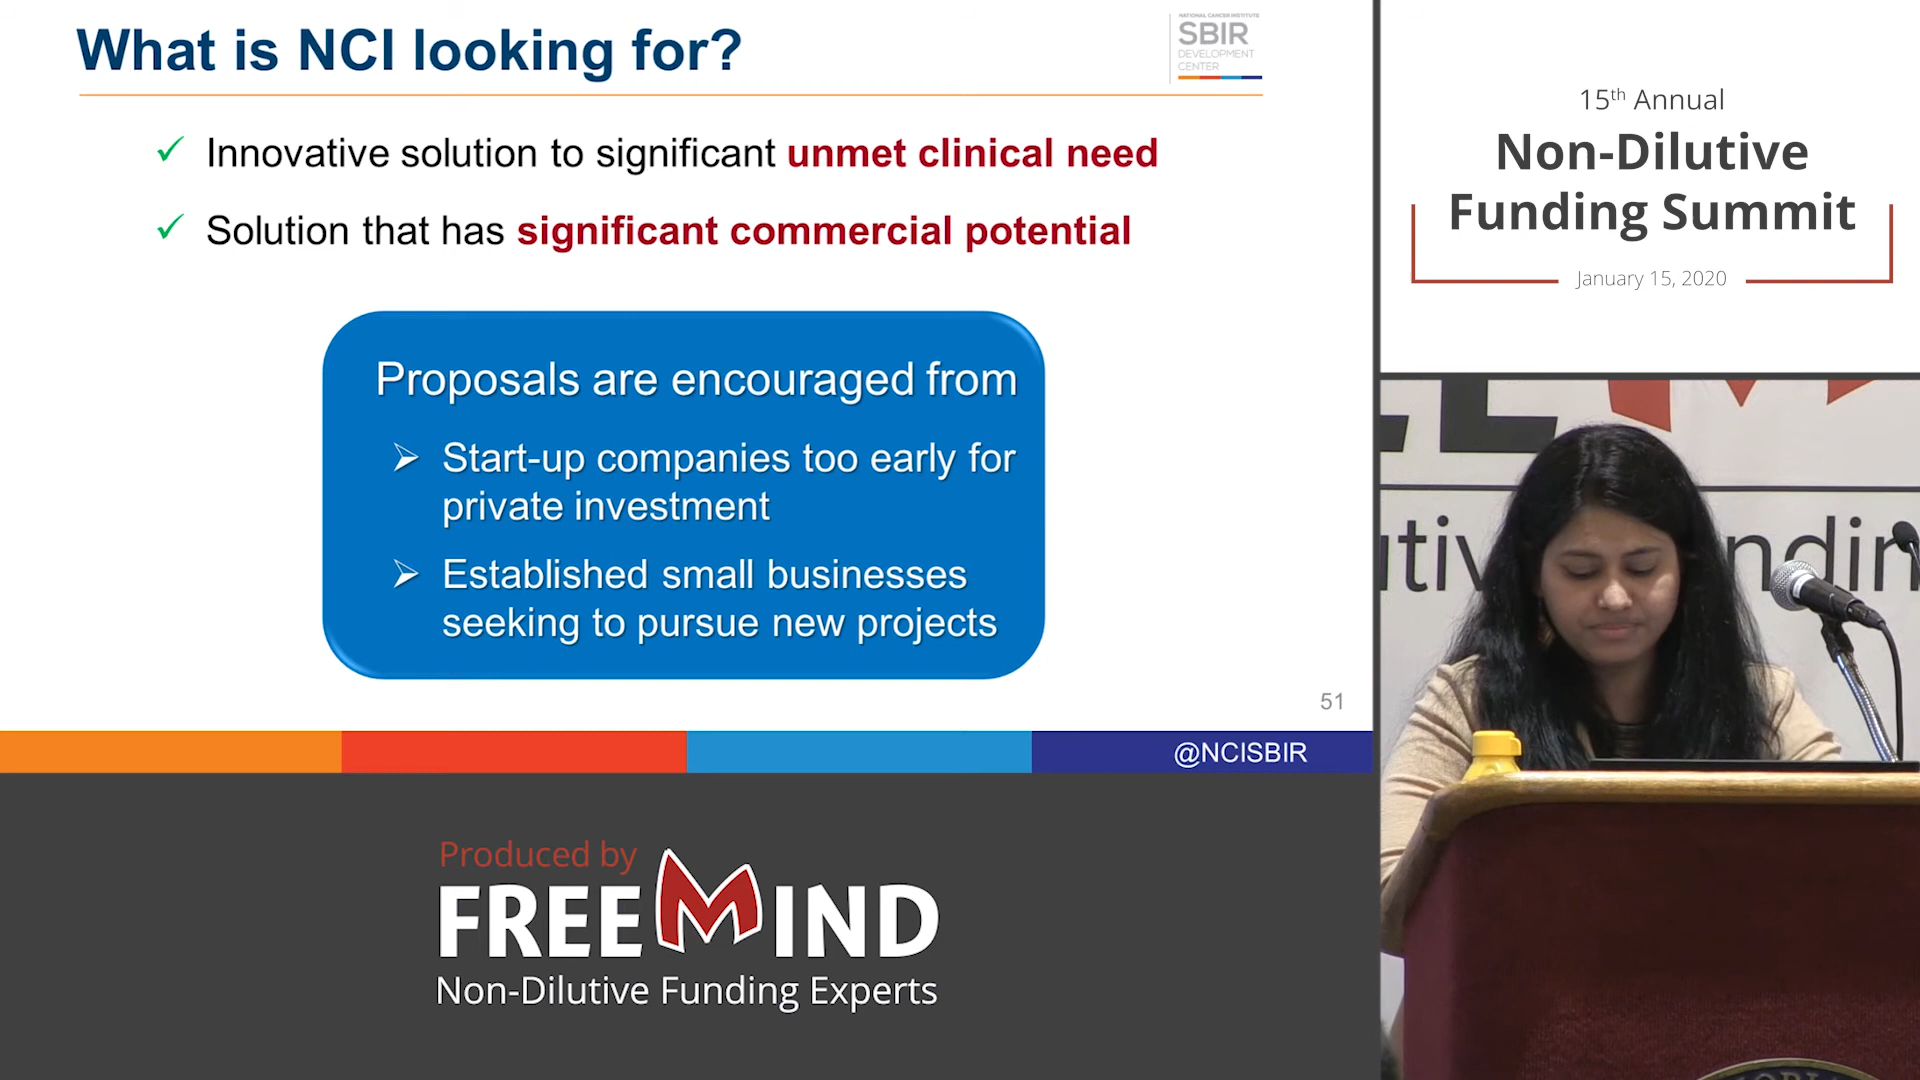 What is NCI looking for?
NATIONAL CANCER INSTITUTE
SBIR
DEVELOPMENT
CENTER
✓ Innovative solution to significant unmet clinical need
✓ Solution that has significant commercial potential
Proposals are encouraged from
➢ Start-up companies too early for
private investment
➢ Established small businesses
seeking to pursue new projects
51
@NCISBIR
Produced by
FREEMIND
Non-Dilutive Funding Experts
15th Annual
Non-Dilutive
Funding Summit
January 15, 2020